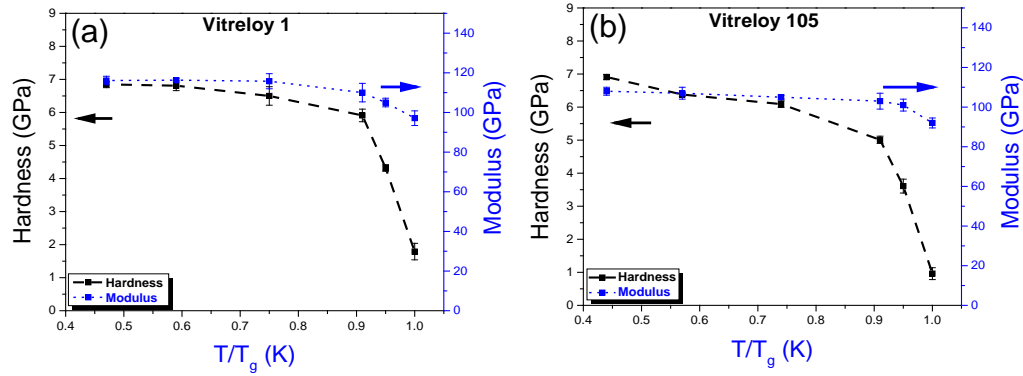 (a)
Vitreloy 1
Hardness (GPa)
9
8
7
6
5
4
3
2
1
0
140
120
100
80
60
40
20
0
Modulus (GPa)
Hardness
Modulus
0.4 0.5 0.6 0.7 0.8 0.9 1.0
T/Tg (K)
(b)
Vitreloy 105
Hardness (GPa)
9
8
7
6
5
4
3
2
1
0
140
120
100
80
60
40
20
0
Modulus (GPa)
Hardness
Modulus
0.4 0.5 0.6 0.7 0.8 0.9 1.0
T/Tg (K)